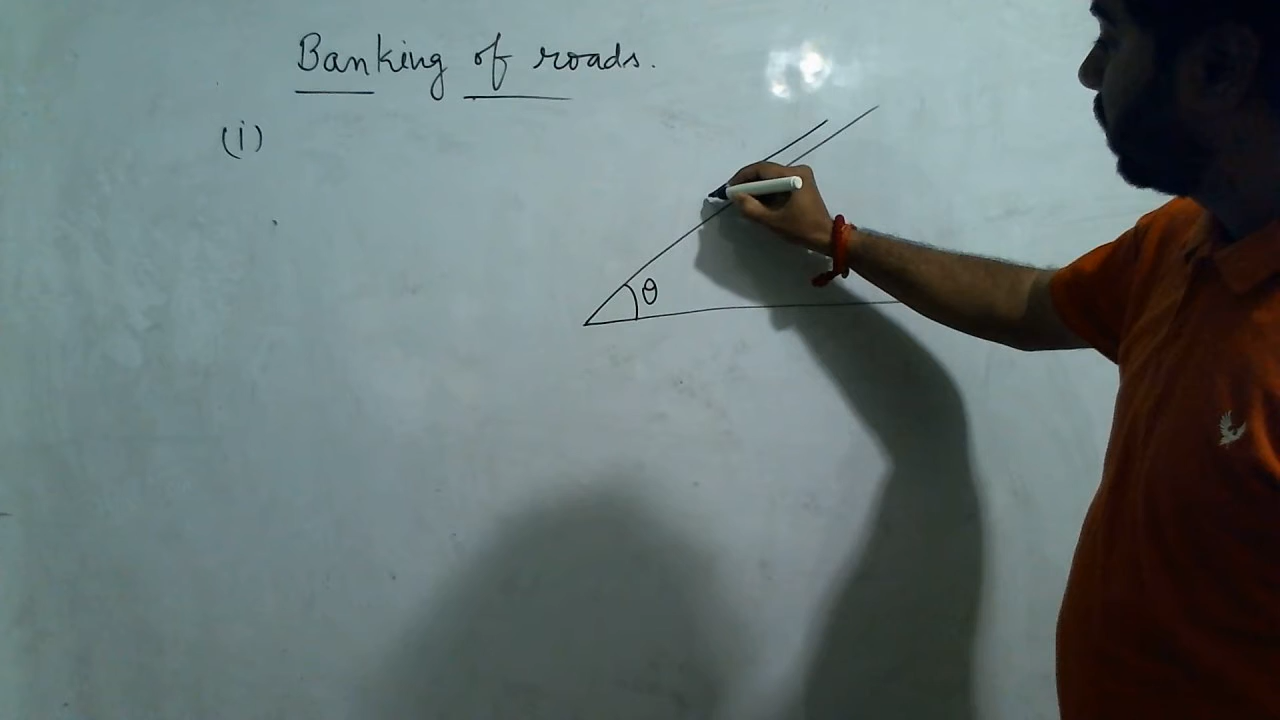 Banking of roads.
(i)
θ